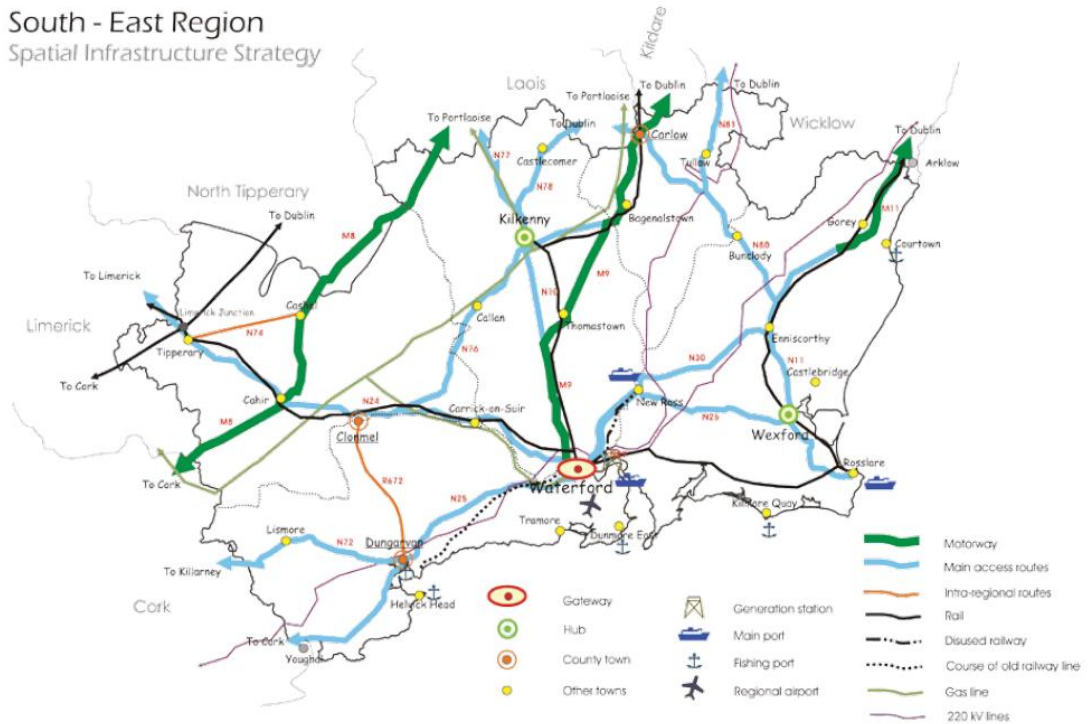 South - East Region
Spatial Infrastructure Strategy
Kildare
Laois
To Dublin
To Dublin
To Portlaoise
To Portlaoise
To Dublin
Wicklow
N81
Carlow
To Dublin
N77
Castlecomer
Tullow
Arklow
N78
North Tipperary
To Dublin
Kilkenny
Bagenalstown
Gorey
M11
M8
N80
Bunclody
Courtown
To Limerick
M9
N10
Limerick Junction
Cashel
Callan
Thomastown
Limerick
N74
Tipperary
Enniscorthy
N76
N30
N11
To Cork
M9
Castlebridge
Cahir
N24
Carrick-on-Suir
New Ross
N25
M8
Clonmel
Wexford
To Cork
Rosslare
R672
Waterford
N25
Kilmore Quay
Lismore
Tramore
Dunmore East
N72
Dungarvan
To Killarney
Helvick Head
Cork
To Cork
Youghal
Gateway
Hub
County town
Other towns
Generation station
Main port
Fishing port
Regional airport
Motorway
Main access routes
Intra-regional routes
Rail
Disused railway
Course of old railway line
Gas line
220 kV lines